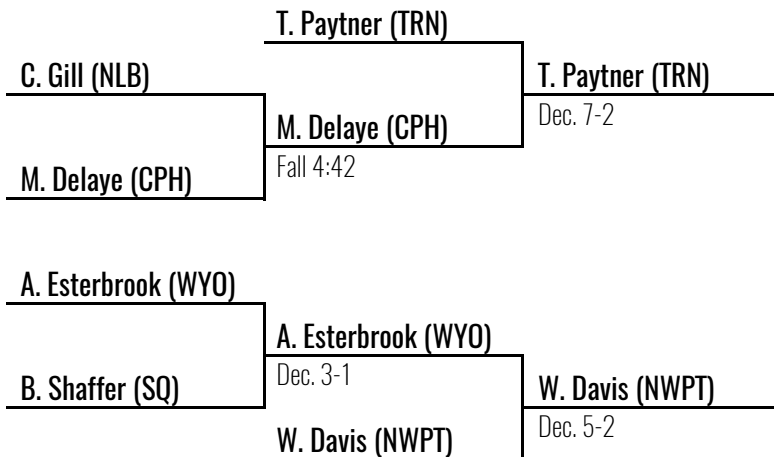 T. Paytner (TRN)
C. Gill (NLB)
T. Paytner (TRN)
Dec. 7-2
M. Delaye (CPH)
Fall 4:42
M. Delaye (CPH)
A. Esterbrook (WYO)
A. Esterbrook (WYO)
Dec. 3-1
B. Shaffer (SQ)
W. Davis (NWPT)
Dec. 5-2
W. Davis (NWPT)